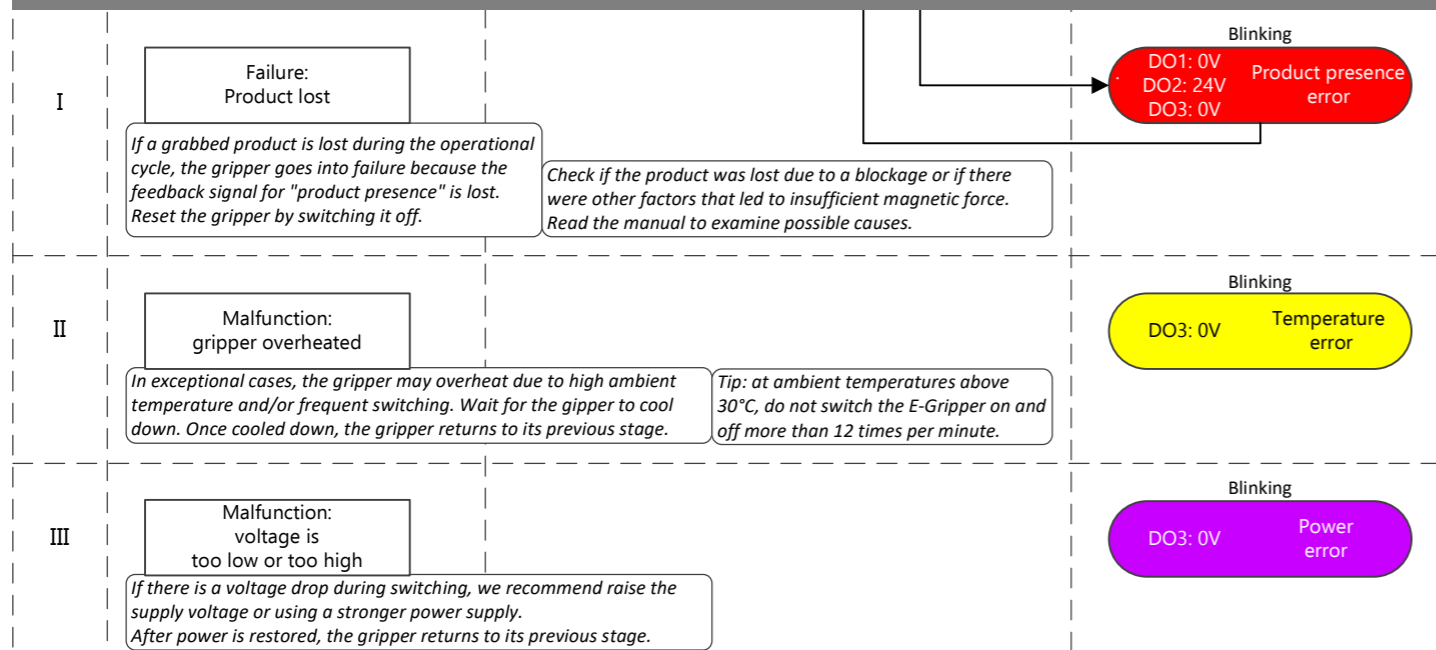 I
Failure:
Product lost
If a grabbed product is lost during the operational
cycle, the gripper goes into failure because the
feedback signal for "product presence" is lost.
Reset the gripper by switching it off.
Check if the product was lost due to a blockage or if there
were other factors that led to insufficient magnetic force.
Read the manual to examine possible causes.
Blinking
DO1: 0V
DO2: 24V
DO3: 0V
Product presence
error
II
Malfunction:
gripper overheated
In exceptional cases, the gripper may overheat due to high ambient
temperature and/or frequent switching. Wait for the gipper to cool
down. Once cooled down, the gripper returns to its previous stage.
Tip: at ambient temperatures above
30°C, do not switch the E-Gripper on and
off more than 12 times per minute.
Blinking
DO3: 0V
Temperature
error
III
Malfunction:
voltage is
too low or too high
If there is a voltage drop during switching, we recommend raise the
supply voltage or using a stronger power supply.
After power is restored, the gripper returns to its previous stage.
Blinking
DO3: 0V
Power
error